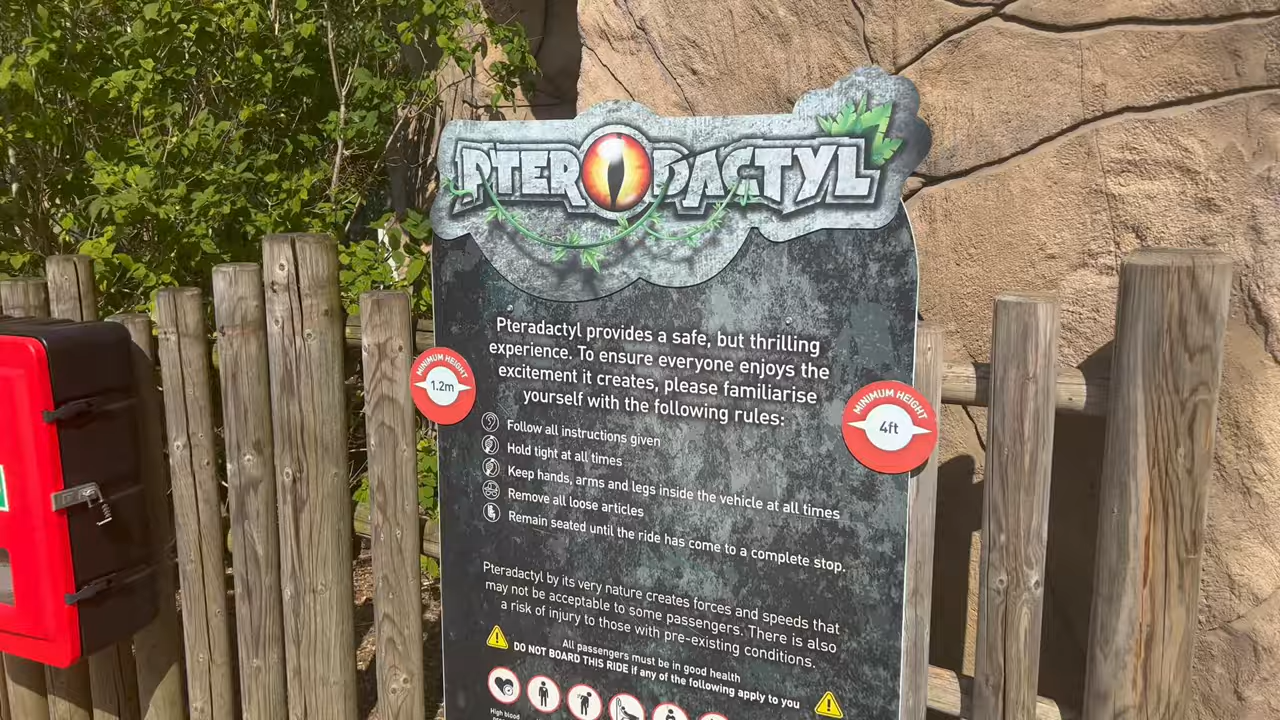 PTERODACTYL
Pteradactyl provides a safe, but thrilling
experience. To ensure everyone enjoys the
excitement it creates, please familiarise
yourself with the following rules:
MINIMUM HEIGHT
1.2m
MINIMUM HEIGHT
4ft
Follow all instructions given
Hold tight at all times
Keep hands, arms and legs inside the vehicle at all times
Remove all loose articles
Remain seated until the ride has come to a complete stop.
Pteradactyl by its very nature creates forces and speeds that
may not be acceptable to some passengers. There is also
a risk of injury to those with pre-existing conditions.
All passengers must be in good health
DO NOT BOARD THIS RIDE if any of the following apply to you
High blood